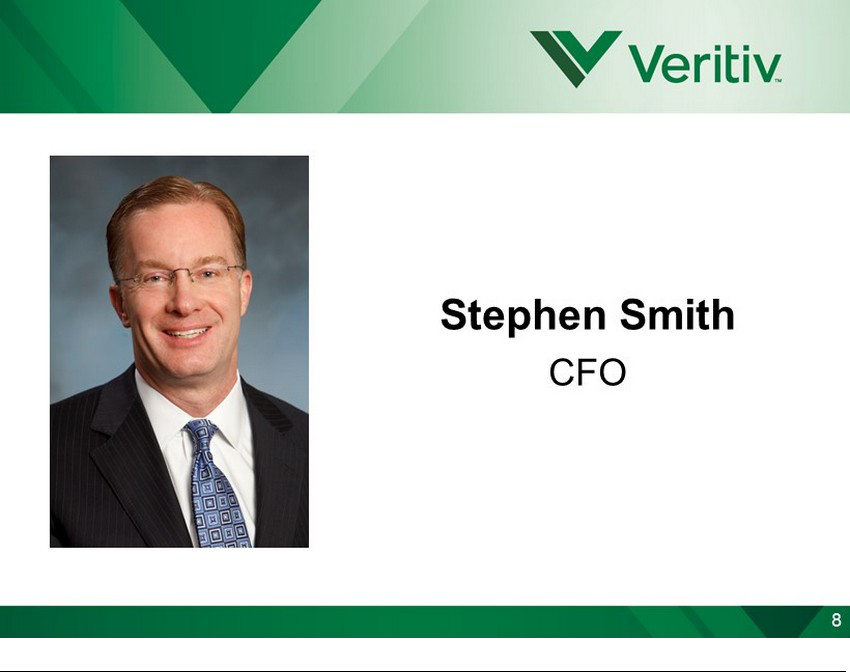 Veritiv™
Stephen Smith
CFO
8